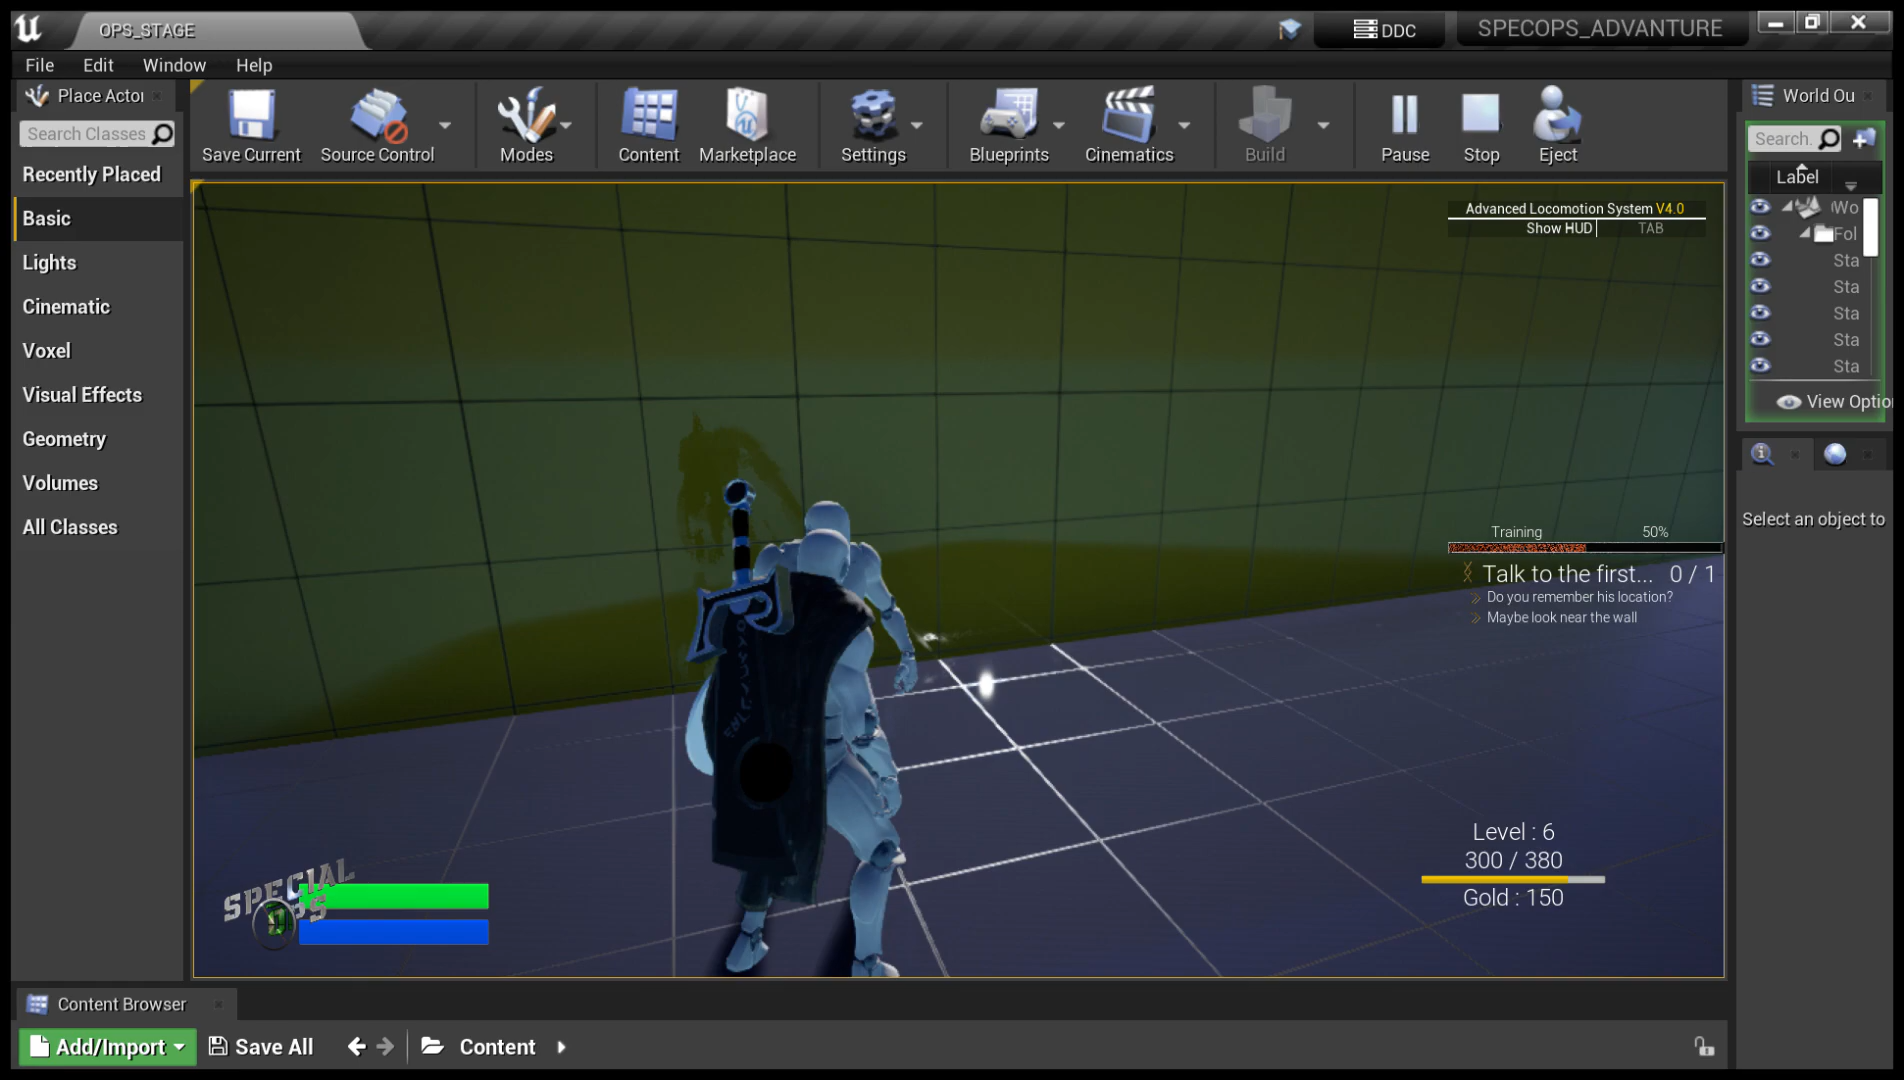 OPS_STAGE
DDC
SPECOPS_ADVANTURE
File Edit Window Help
Place Actor
Search Classes
Recently Placed
Basic
Lights
Cinematic
Voxel
Visual Effects
Geometry
Volumes
All Classes
Save Current
Source Control
Modes
Content
Marketplace
Settings
Blueprints
Cinematics
Build
Pause
Stop
Eject
World Ou
Search.
Label
Wo
Fol
Sta
Sta
Sta
Sta
Sta
View Optio
Select an object to
Advanced Locomotion System V4.0
Show HUD TAB
Training 50%
Talk to the first... 0 / 1
Do you remember his location?
Maybe look near the wall
Level : 6
300 / 380
Gold : 150
SPECIAL
OPS
Content Browser
Add/Import
Save All
Content